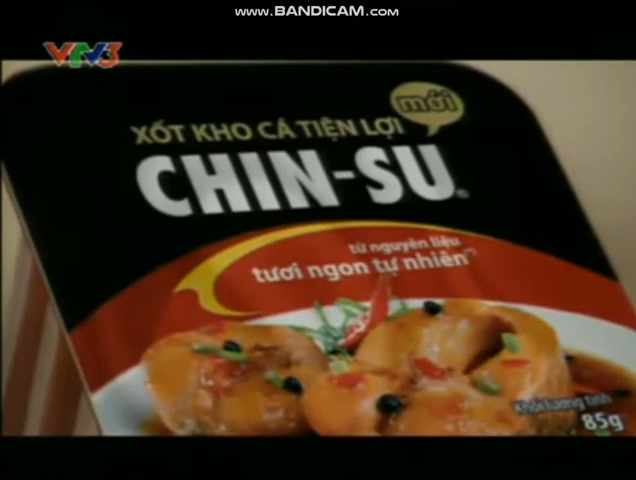 www.BANDICAM.com
VTV3
mới
XỐT KHO CÁ TIỆN LỢI
CHIN-SU®
từ nguyên liệu
tươi ngon tự nhiên
Khối lượng tịnh
85g